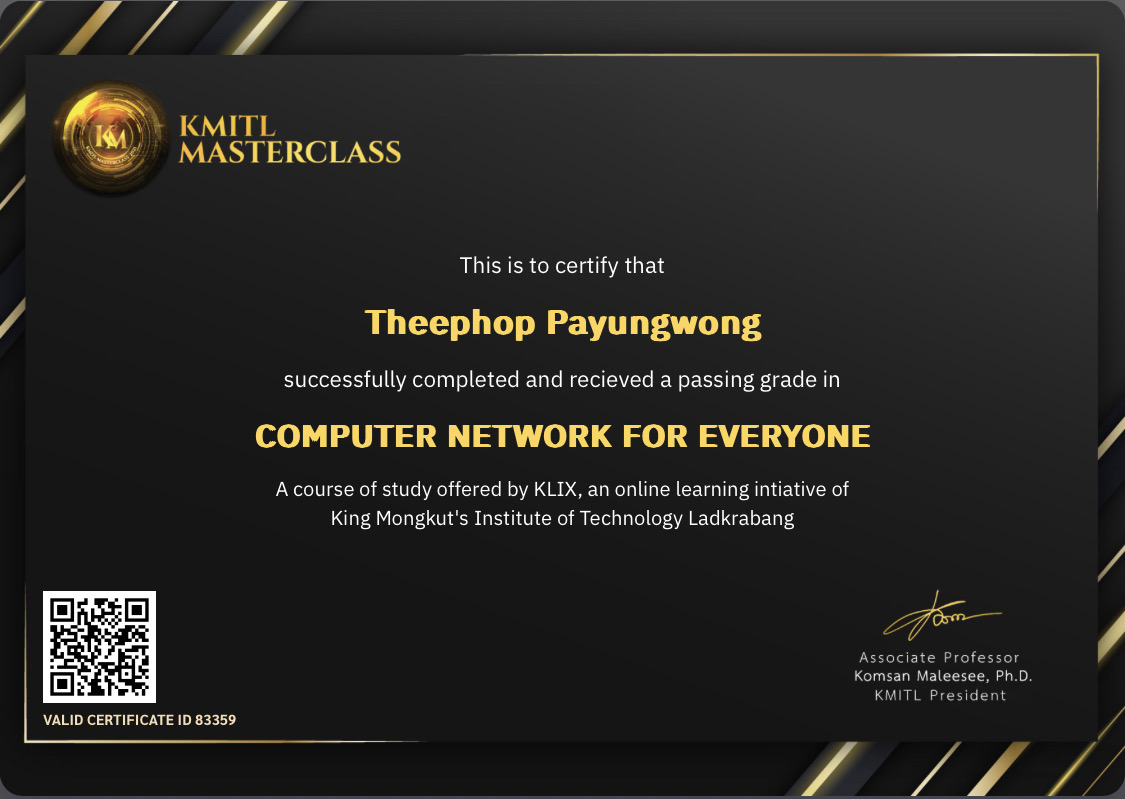 KMITL
MASTERCLASS
KM
This is to certify that
Theephop Payungwong
successfully completed and recieved a passing grade in
COMPUTER NETWORK FOR EVERYONE
A course of study offered by KLIX, an online learning intiative of
King Mongkut's Institute of Technology Ladkrabang
VALID CERTIFICATE ID 83359
Associate Professor
Komsan Maleesee, Ph.D.
KMITL President